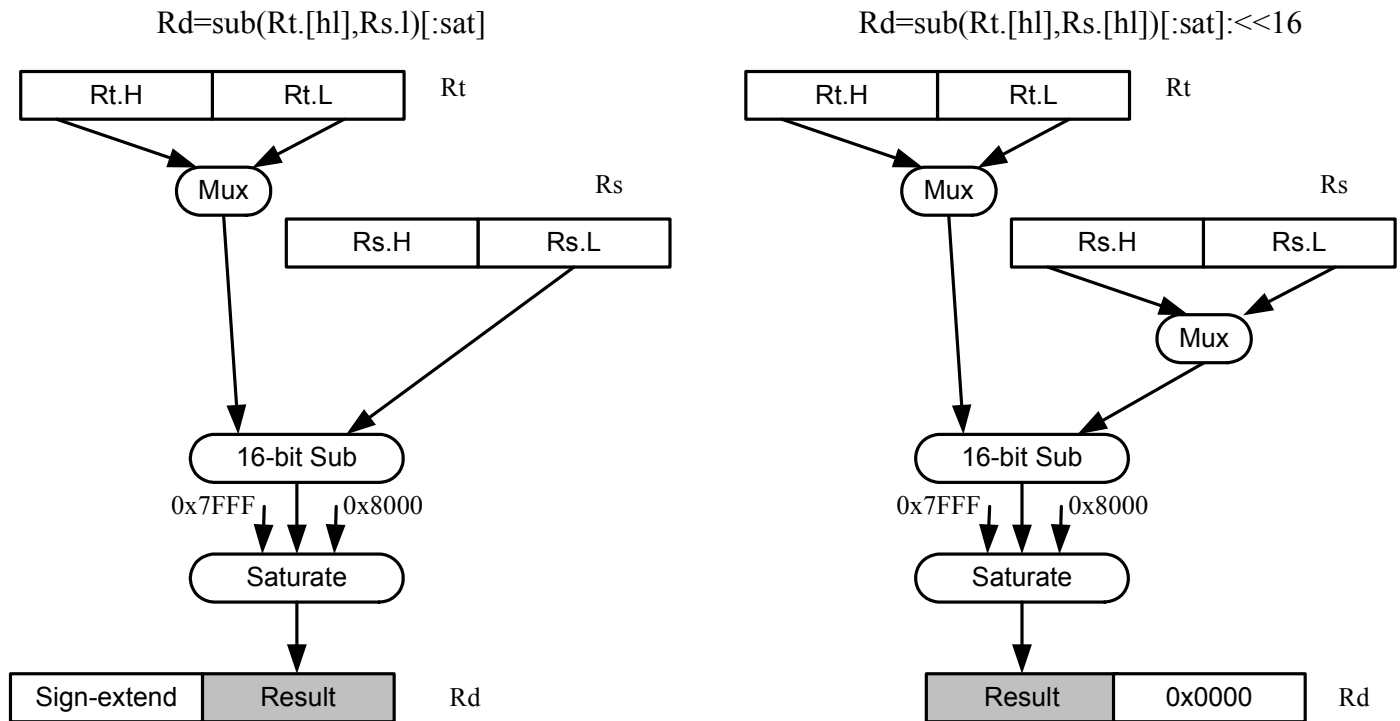 Rd=sub(Rt.[hl],Rs.l)[:sat]
Rt.H Rt.L Rt
Mux
Rs
Rs.H Rs.L
16-bit Sub
0x7FFF 0x8000
Saturate
Sign-extend Result Rd
Rd=sub(Rt.[hl],Rs.[hl])[:sat]:<<16
Rt.H Rt.L Rt
Mux
Rs
Rs.H Rs.L
Mux
16-bit Sub
0x7FFF 0x8000
Saturate
Result 0x0000 Rd